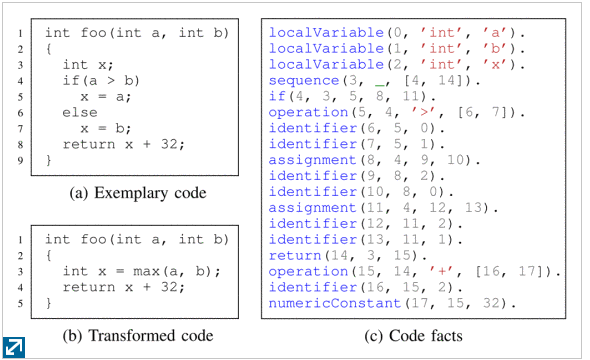 1 int foo(int a, int b)
2 {
3 int x;
4 if(a > b)
5 x = a;
6 else
7 x = b;
8 return x + 32;
9 }
(a) Exemplary code
1 int foo(int a, int b)
2 {
3 int x = max(a, b);
4 return x + 32;
5 }
(b) Transformed code
localVariable(0, 'int', 'a').
localVariable(1, 'int', 'b').
localVariable(2, 'int', 'x').
sequence(3, _, [4, 14]).
if(4, 3, 5, 8, 11).
operation(5, 4, '>', [6, 7]).
identifier(6, 5, 0).
identifier(7, 5, 1).
assignment(8, 4, 9, 10).
identifier(9, 8, 2).
identifier(10, 8, 0).
assignment(11, 4, 12, 13).
identifier(12, 11, 2).
identifier(13, 11, 1).
return(14, 3, 15).
operation(15, 14, '+', [16, 17]).
identifier(16, 15, 2).
numericConstant(17, 15, 32).
(c) Code facts